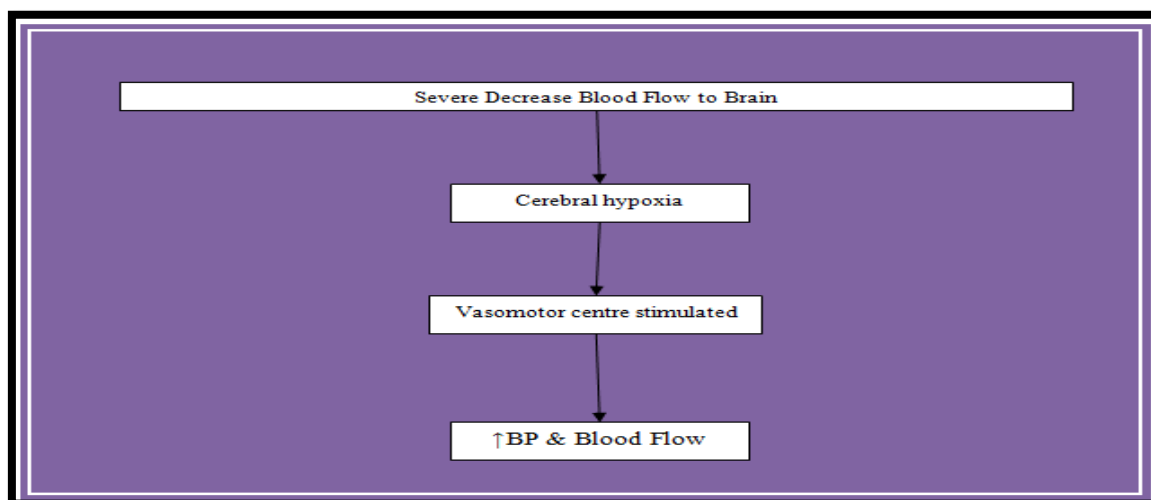 Severe Decrease Blood Flow to Brain
Cerebral hypoxia
Vasomotor centre stimulated
↑BP & Blood Flow